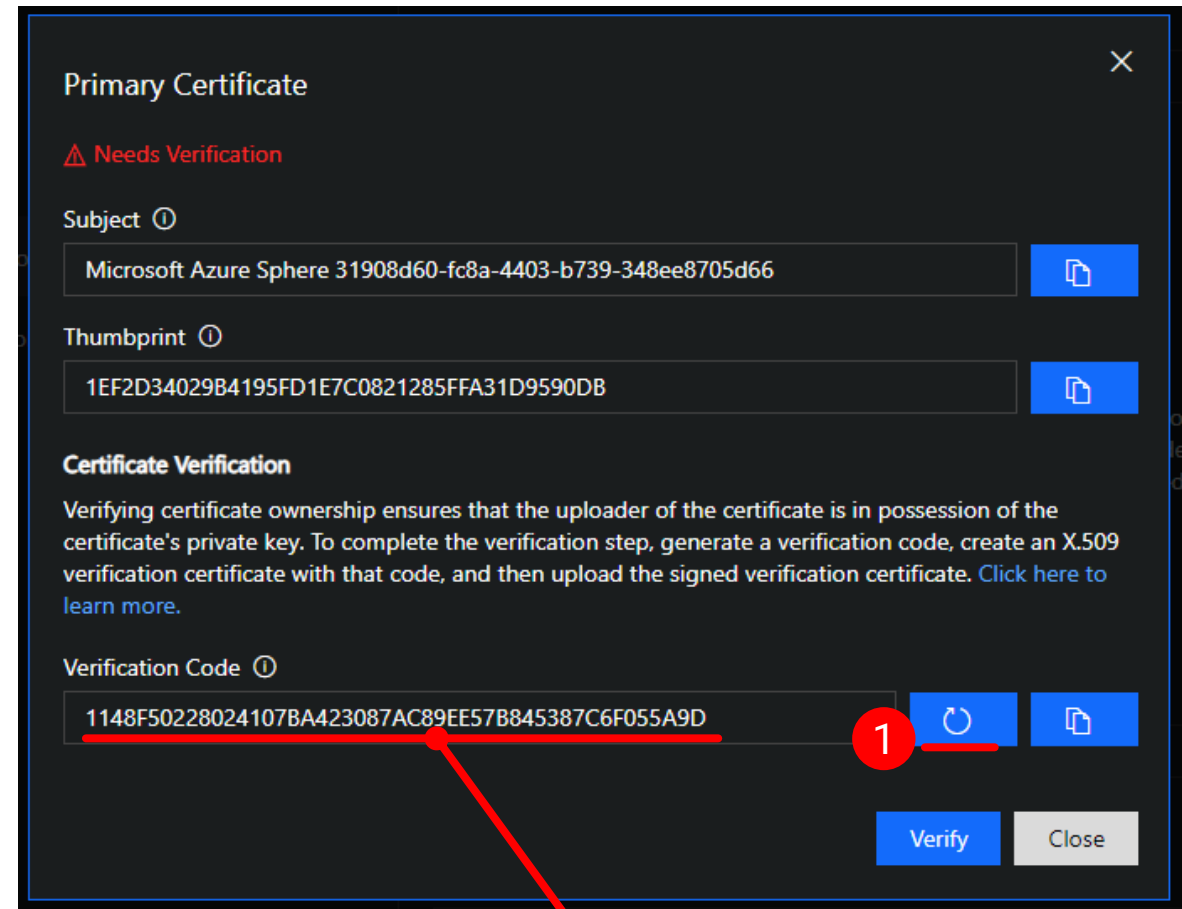 Primary Certificate
Needs Verification
Subject
Microsoft Azure Sphere 31908d60-fc8a-4403-b739-348ee8705d66
Thumbprint
1EF2D34029B4195FD1E7C0821285FFA31D9590DB
Certificate Verification
Verifying certificate ownership ensures that the uploader of the certificate is in possession of the
certificate's private key. To complete the verification step, generate a verification code, create an X.509
verification certificate with that code, and then upload the signed verification certificate. Click here to
learn more.
Verification Code
1148F50228024107BA423087AC89EE57B845387C6F055A9D
1
Verify Close